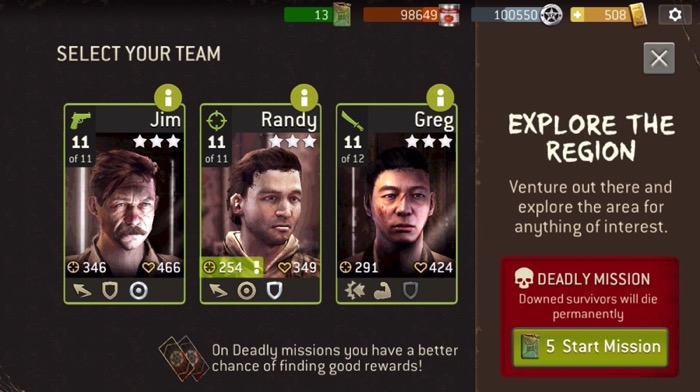 13 98649 100550 508
SELECT YOUR TEAM
Jim
11
of 11
346 466
Randy
11
of 11
254 349
Greg
11
of 12
291 424
On Deadly missions you have a better
chance of finding good rewards!
EXPLORE THE
REGION
Venture out there and
explore the area for
anything of interest.
DEADLY MISSION
Downed survivors will die
permanently
5 Start Mission